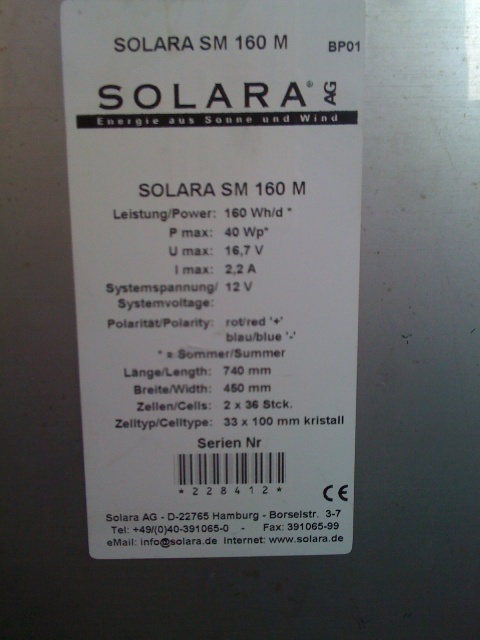 SOLARA SM 160 M BP01
SOLARA® AG
Energie aus Sonne und Wind
SOLARA SM 160 M
Leistung/Power: 160 Wh/d *
P max: 40 Wp*
U max: 16,7 V
I max: 2,2 A
Systemspannung/ 12 V
Systemvoltage:
Polarität/Polarity: rot/red '+'
blau/blue '-'
* = Sommer/Summer
Länge/Length: 740 mm
Breite/Width: 450 mm
Zellen/Cells: 2 x 36 Stck.
Zelltyp/Celltype: 33 x 100 mm kristall
Serien Nr
*228412*
CE
Solara AG - D-22765 Hamburg - Borselstr. 3-7
Tel: +49/(0)40-391065-0 - Fax: 391065-99
eMail: info@solara.de Internet: www.solara.de